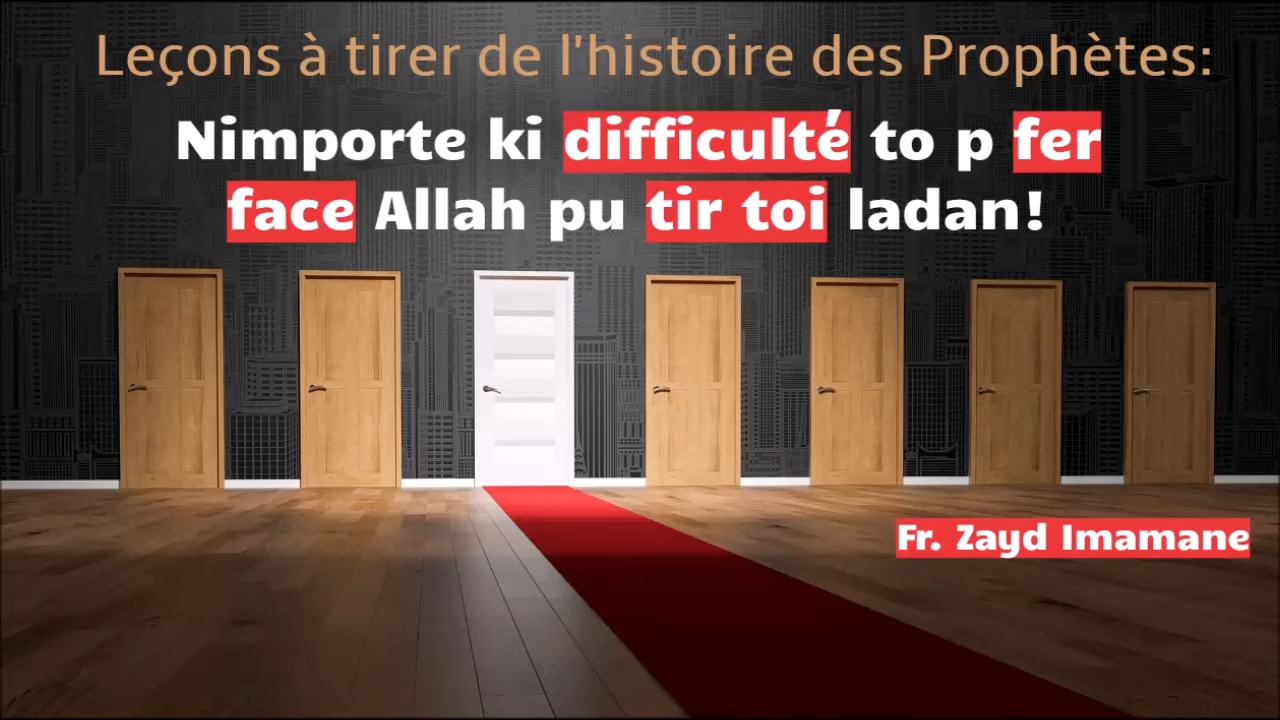 Leçons à tirer de l'histoire des Prophètes:
Nimporte ki difficulté to p fer
face Allah pu tir toi ladan!
Fr. Zayd Imamane